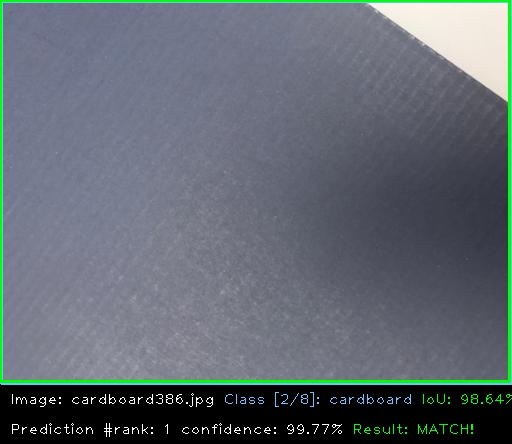 Image: cardboard386.jpg Class [2/8]: cardboard IoU: 98.64%
Prediction #rank: 1 confidence: 99.77% Result: MATCH!